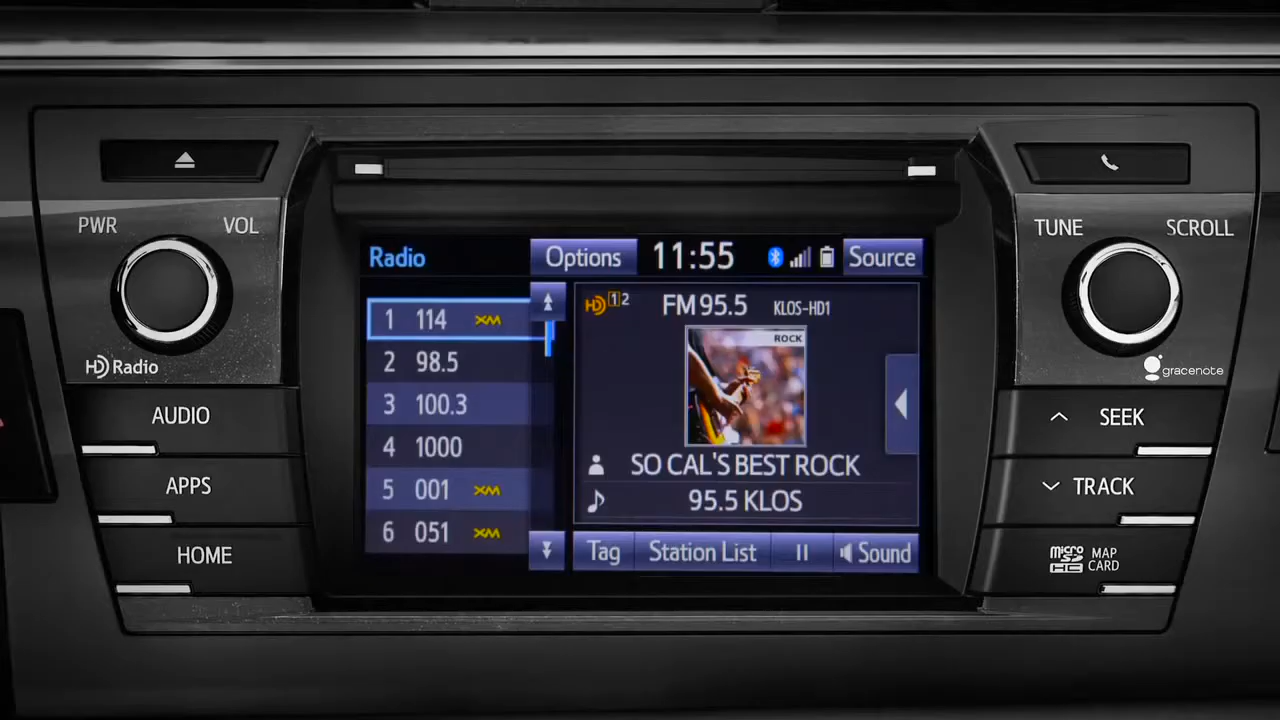 PWR VOL
HD Radio
AUDIO
APPS
HOME
Radio
Options
11:55
Source
1 114 XM
2 98.5
3 100.3
4 1000
5 001 XM
6 051 XM
HD 1 2
FM 95.5 KLOS-HD1
ROCK
SO CAL'S BEST ROCK
95.5 KLOS
Tag
Station List
Sound
TUNE SCROLL
gracenote
SEEK
TRACK
micro SD HC
MAP
CARD